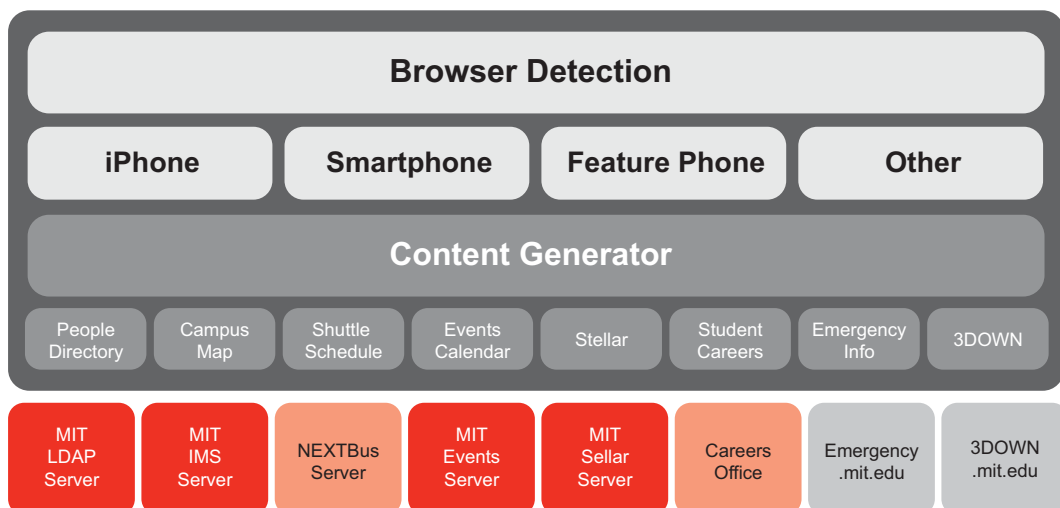 Browser Detection
iPhone
Smartphone
Feature Phone
Other
Content Generator
People
Directory
Campus
Map
Shuttle
Schedule
Events
Calendar
Stellar
Student
Careers
Emergency
Info
3DOWN
MIT
LDAP
Server
MIT
IMS
Server
NEXTBus
Server
MIT
Events
Server
MIT
Sellar
Server
Careers
Office
Emergency
.mit.edu
3DOWN
.mit.edu